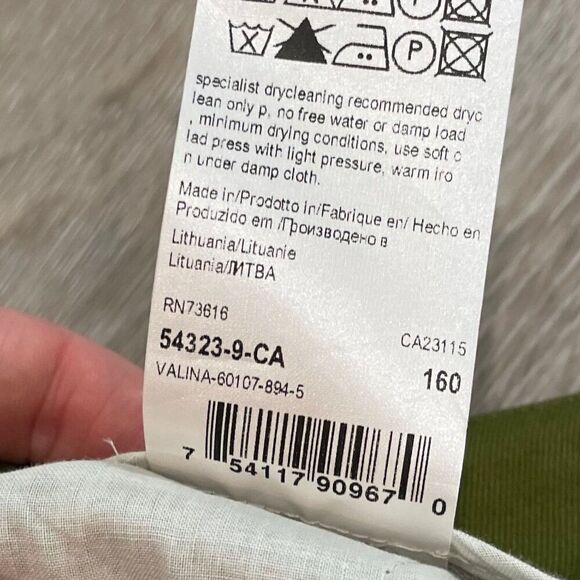 P
specialist drycleaning recommended dryc
lean only p, no free water or damp load
, minimum drying conditions, use soft c
lad press with light pressure, warm iro
n under damp cloth.
Made in/Prodotto in/Fabrique en/ Hecho en
Produzido em /Произведено в
Lithuania/Lituanie
Lituania/ЛИТВА
RN73616
CA23115
54323-9-CA
160
VALINA-60107-894-5
7 54117 90967 0